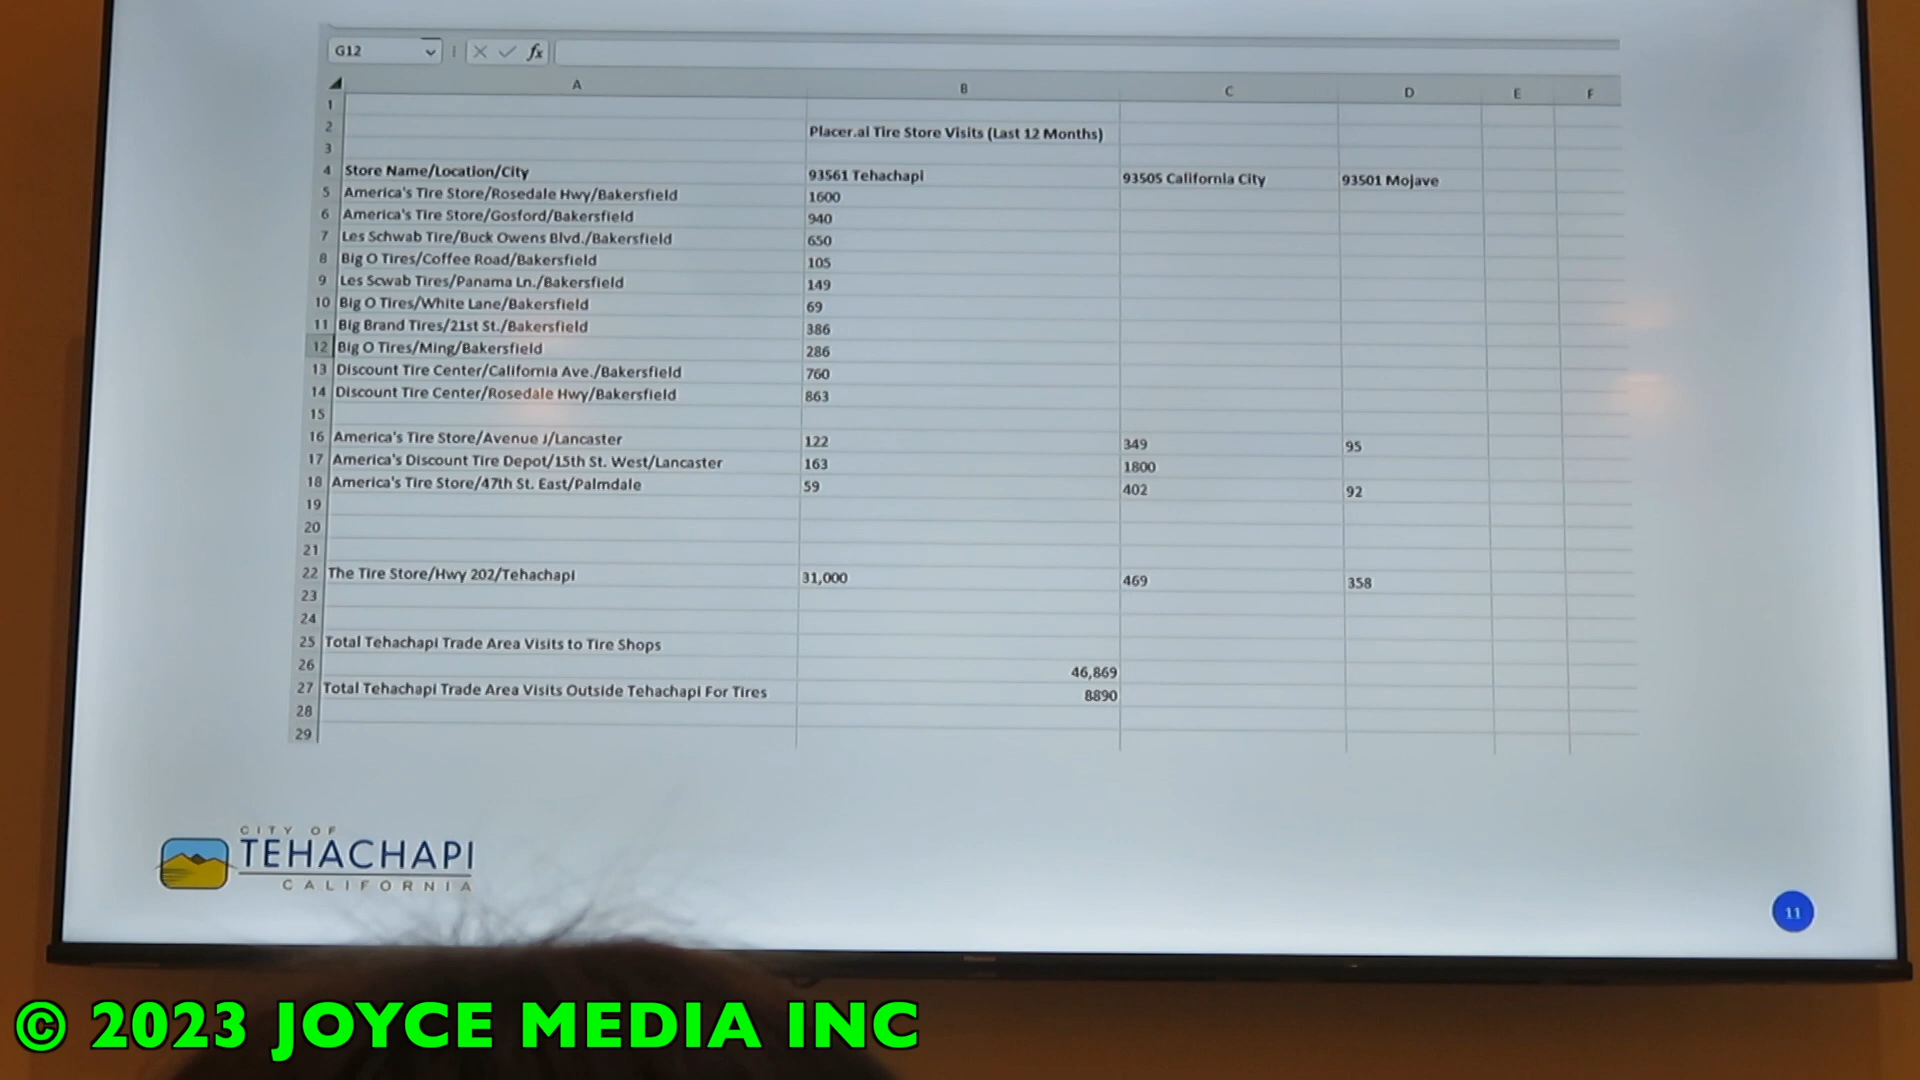 G12 fx
A B C D E F
1
2 Placer.ai Tire Store Visits (Last 12 Months)
3
4 Store Name/Location/City 93561 Tehachapi 93505 California City 93501 Mojave
5 America's Tire Store/Rosedale Hwy/Bakersfield 1600
6 America's Tire Store/Gosford/Bakersfield 940
7 Les Schwab Tire/Buck Owens Blvd./Bakersfield 650
8 Big O Tires/Coffee Road/Bakersfield 105
9 Les Scwab Tires/Panama Ln./Bakersfield 149
10 Big O Tires/White Lane/Bakersfield 69
11 Big Brand Tires/21st St./Bakersfield 386
12 Big O Tires/Ming/Bakersfield 286
13 Discount Tire Center/California Ave./Bakersfield 760
14 Discount Tire Center/Rosedale Hwy/Bakersfield 863
15
16 America's Tire Store/Avenue J/Lancaster 122 349 95
17 America's Discount Tire Depot/15th St. West/Lancaster 163 1800
18 America's Tire Store/47th St. East/Palmdale 59 402 92
19
20
21
22 The Tire Store/Hwy 202/Tehachapi 31,000 469 358
23
24
25 Total Tehachapi Trade Area Visits to Tire Shops
26 46,869
27 Total Tehachapi Trade Area Visits Outside Tehachapi For Tires 8890
28
29
CITY OF
TEHACHAPI
CALIFORNIA
11
© 2023 JOYCE MEDIA INC